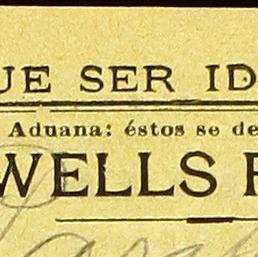 UE SER ID
Aduana: éstos se de
WELLS F